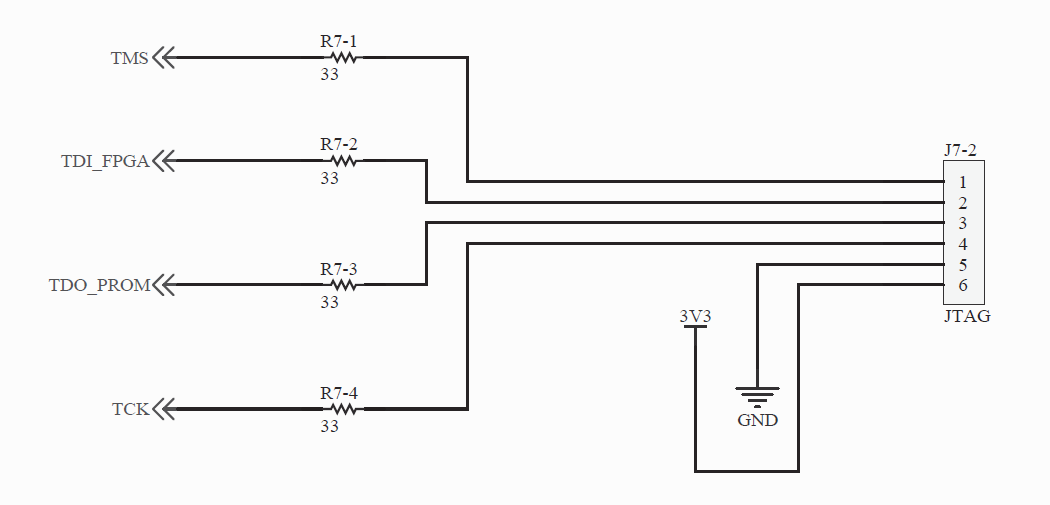 R7-1
TMS
33
R7-2
TDI_FPGA
33
J7-2
1
2
3
4
5
6
JTAG
R7-3
TDO_PROM
33
3V3
GND
R7-4
TCK
33